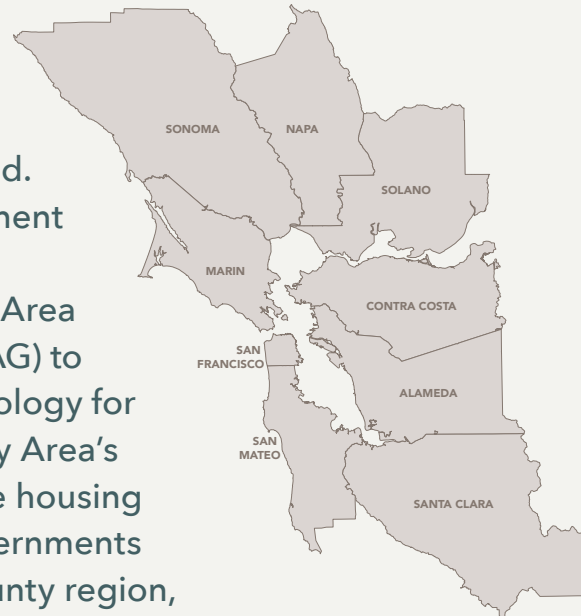 d.
nent
Area
AG) to
ology for
y Area's
e housing
ernments
unty region,
SONOMA
NAPA
SOLANO
MARIN
CONTRA COSTA
SAN
FRANCISCO
ALAMEDA
SAN
MATEO
SANTA CLARA